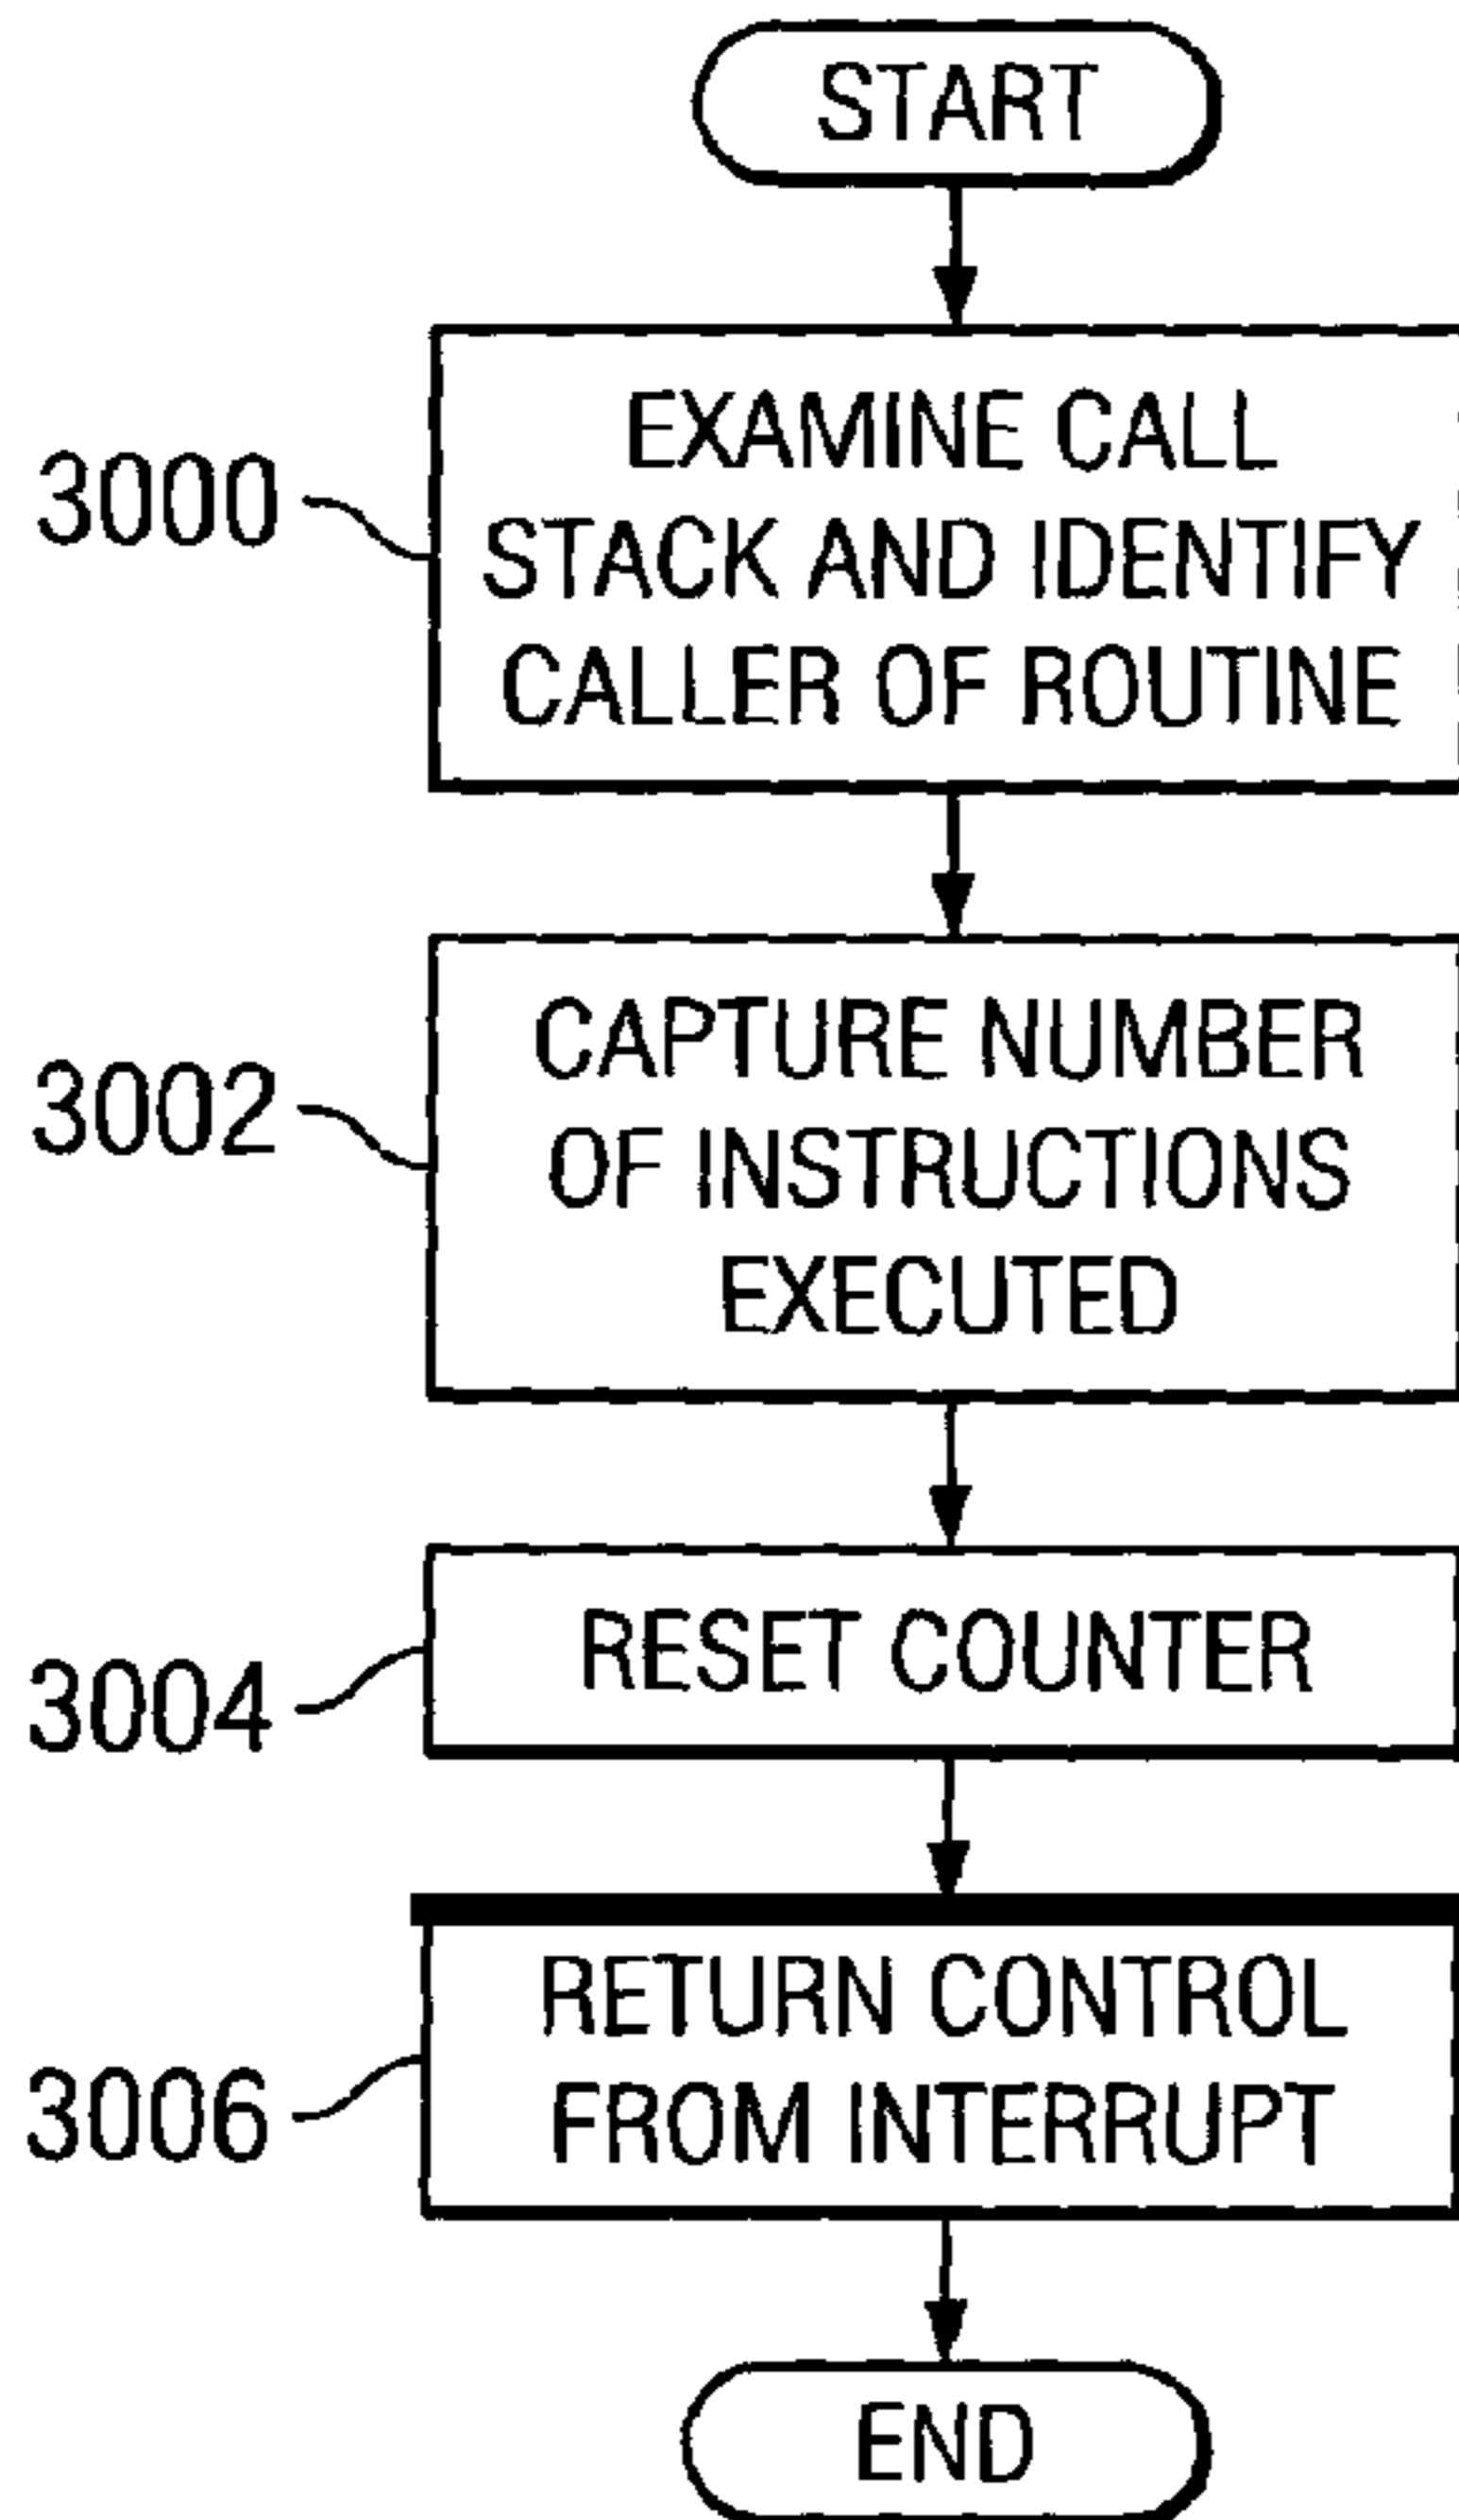 START
3000
EXAMINE CALL
STACK AND IDENTIFY
CALLER OF ROUTINE
3002
CAPTURE NUMBER
OF INSTRUCTIONS
EXECUTED
3004
RESET COUNTER
3006
RETURN CONTROL
FROM INTERRUPT
END